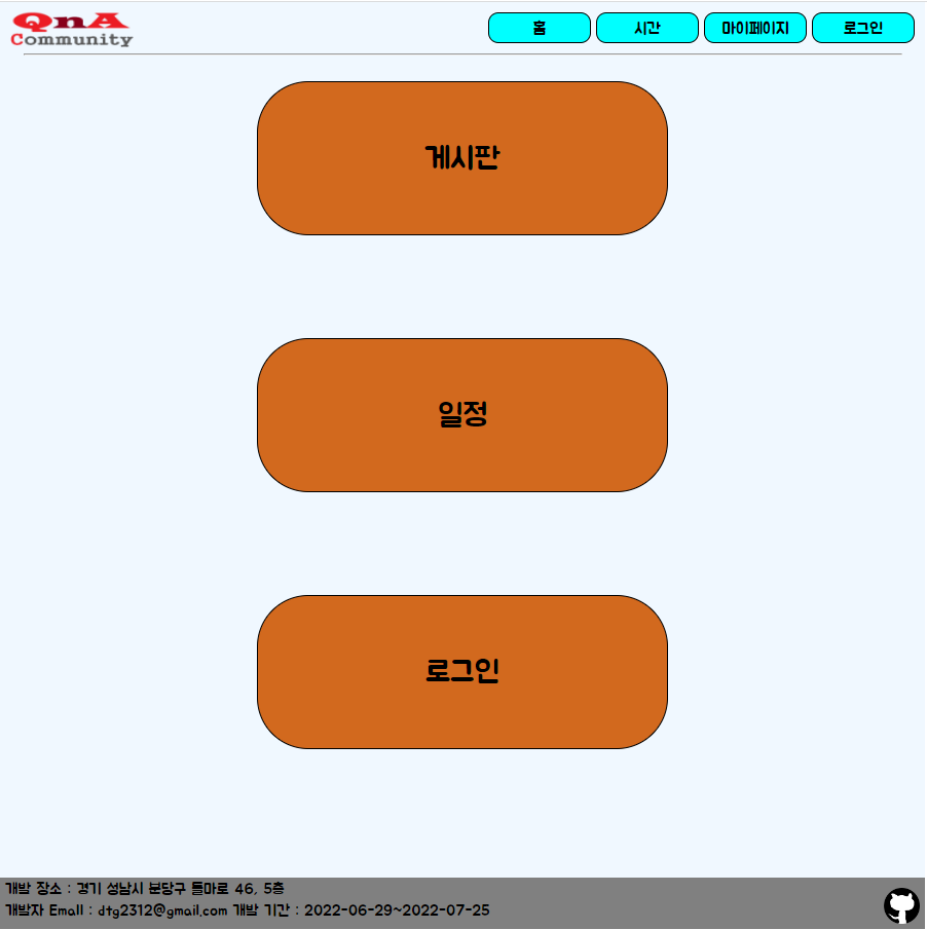 QnA
Community
홈 시간 마이페이지 로그인
게시판
일정
로그인
개발 장소 : 경기 성남시 분당구 돌마로 46, 5층
개발자 Email : dtg2312@gmail.com 개발 기간 : 2022-06-29~2022-07-25